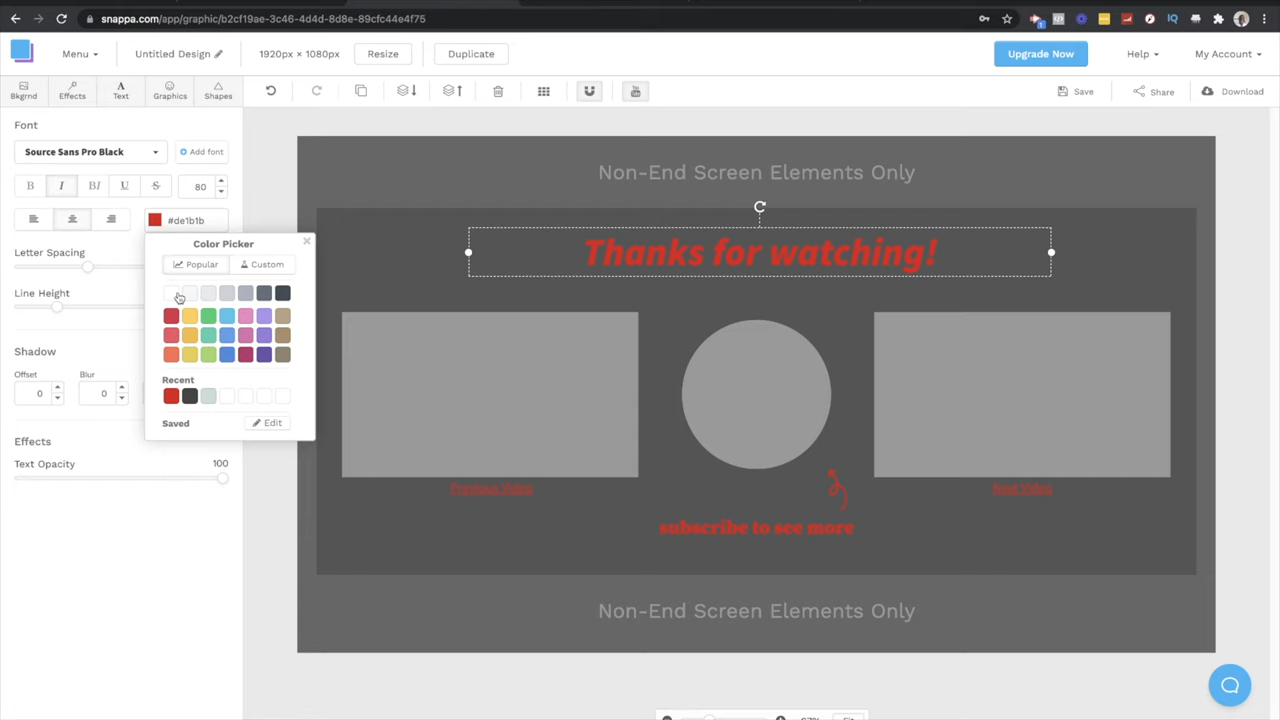 snappa.com/app/graphic/b2cf19ae-3c46-4d4d-8d8e-89cfc44e4f75
Menu Untitled Design 1920px × 1080px Resize Duplicate Upgrade Now Help My Account
Bkgrnd Effects Text Graphics Shapes Save Share Download
Font
Source Sans Pro Black Add font
B I BI U S 80
#de1b1b
Letter Spacing
Line Height
Shadow
Offset Blur
0 0
Effects
Text Opacity 100
Color Picker
Popular Custom
Recent
Saved Edit
Non-End Screen Elements Only
Thanks for watching!
Previous Video Next Video
subscribe to see more
Non-End Screen Elements Only
Fit